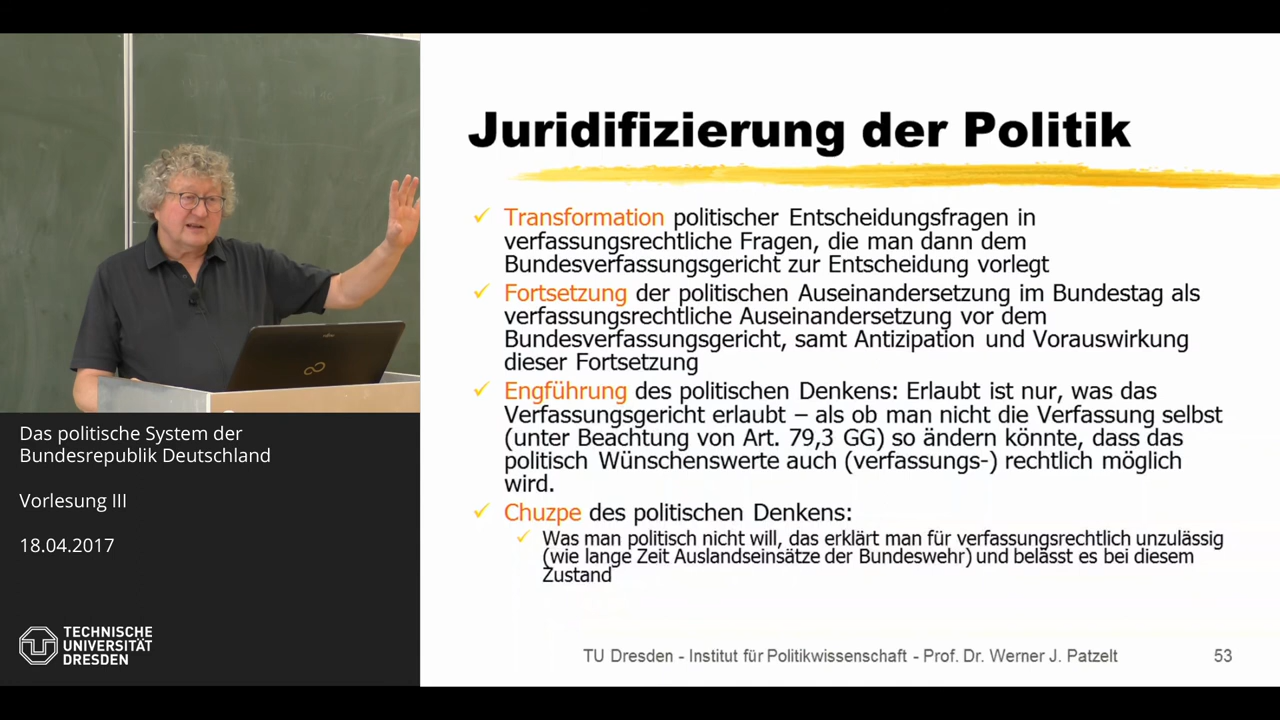 Juridifizierung der Politik
Transformation politischer Entscheidungsfragen in
verfassungsrechtliche Fragen, die man dann dem
Bundesverfassungsgericht zur Entscheidung vorlegt
Fortsetzung der politischen Auseinandersetzung im Bundestag als
verfassungsrechtliche Auseinandersetzung vor dem
Bundesverfassungsgericht, samt Antizipation und Vorauswirkung
dieser Fortsetzung
Engführung des politischen Denkens: Erlaubt ist nur, was das
Verfassungsgericht erlaubt – als ob man nicht die Verfassung selbst
(unter Beachtung von Art. 79,3 GG) so ändern könnte, dass das
politisch Wünschenswerte auch (verfassungs-) rechtlich möglich
wird.
Chuzpe des politischen Denkens:
Was man politisch nicht will, das erklärt man für verfassungsrechtlich unzulässig
(wie lange Zeit Auslandseinsätze der Bundeswehr) und belässt es bei diesem
Zustand
TU Dresden - Institut für Politikwissenschaft - Prof. Dr. Werner J. Patzelt 53
Das politische System der
Bundesrepublik Deutschland
Vorlesung III
18.04.2017
TECHNISCHE
UNIVERSITÄT
DRESDEN